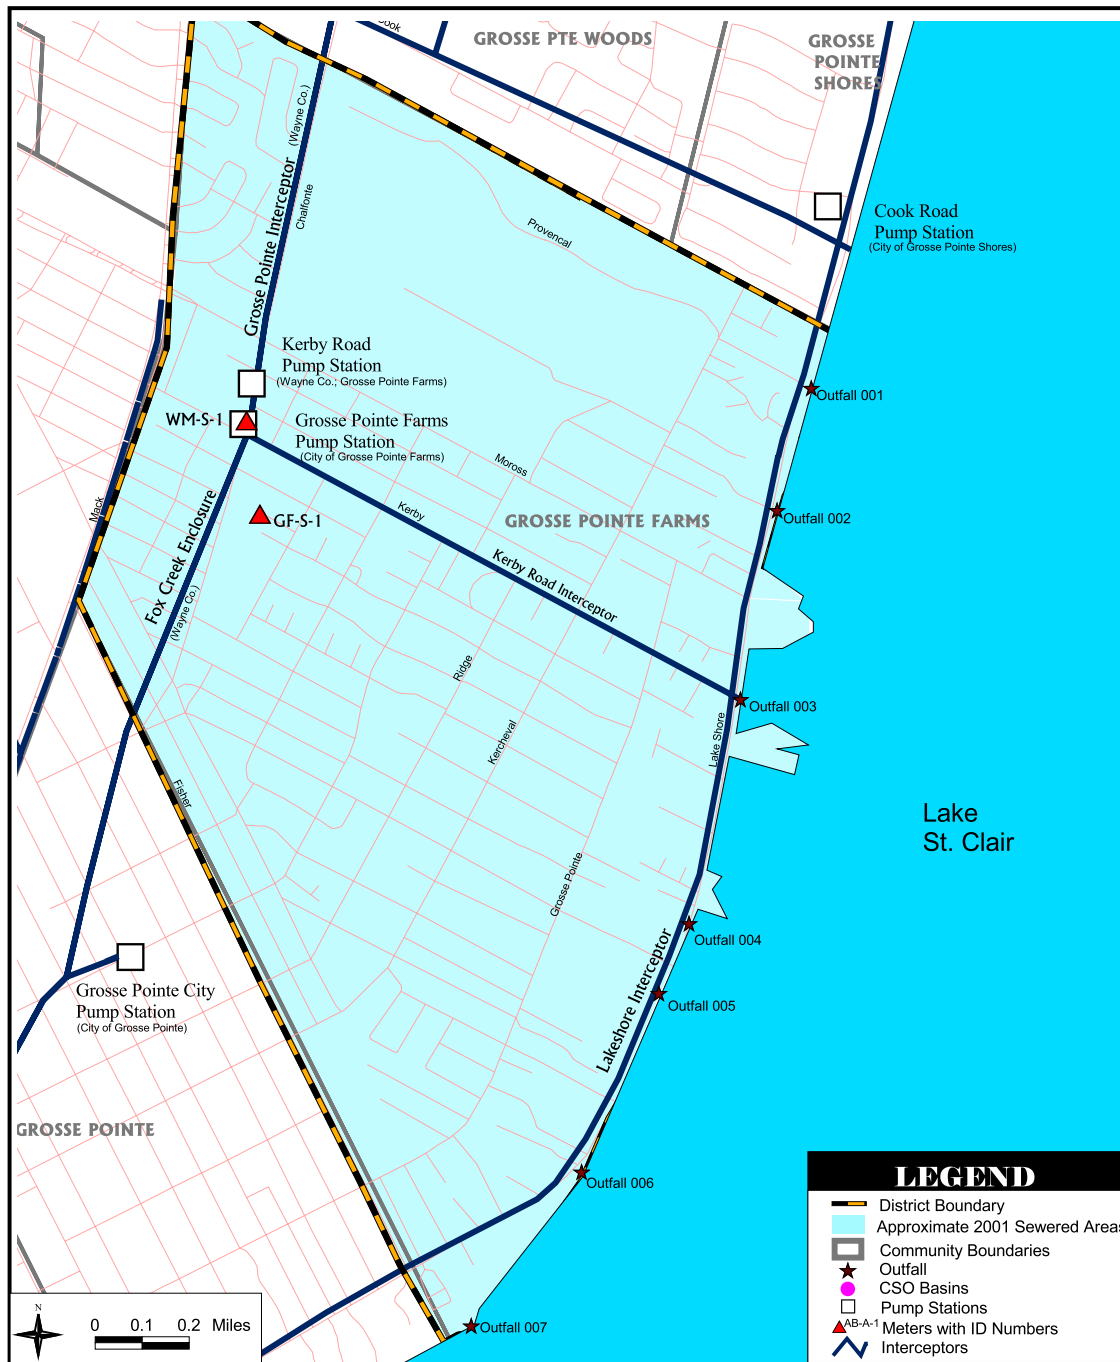 Cook
GROSSE PTE WOODS
GROSSE
POINTE
SHORES
(Wayne Co.)
Grosse Pointe Interceptor
Chalfonte
Provencal
Cook Road
Pump Station
(City of Grosse Pointe Shores)
Kerby Road
Pump Station
(Wayne Co.; Grosse Pointe Farms)
WM-S-1
Grosse Pointe Farms
Pump Station
(City of Grosse Pointe Farms)
Outfall 001
Moross
Mack
Kerby
GF-S-1
GROSSE POINTE FARMS
Outfall 002
Fox Creek Enclosure
(Wayne Co.)
Kerby Road Interceptor
Ridge
Kercheval
Lake Shore
Outfall 003
Fisher
Lake
St. Clair
Grosse Pointe
Outfall 004
Lakeshore Interceptor
Outfall 005
Grosse Pointe City
Pump Station
(City of Grosse Pointe)
GROSSE POINTE
Outfall 006
Outfall 007
N
0 0.1 0.2 Miles
LEGEND
District Boundary
Approximate 2001 Sewered Areas
Community Boundaries
Outfall
CSO Basins
Pump Stations
AB-A-1 Meters with ID Numbers
Interceptors